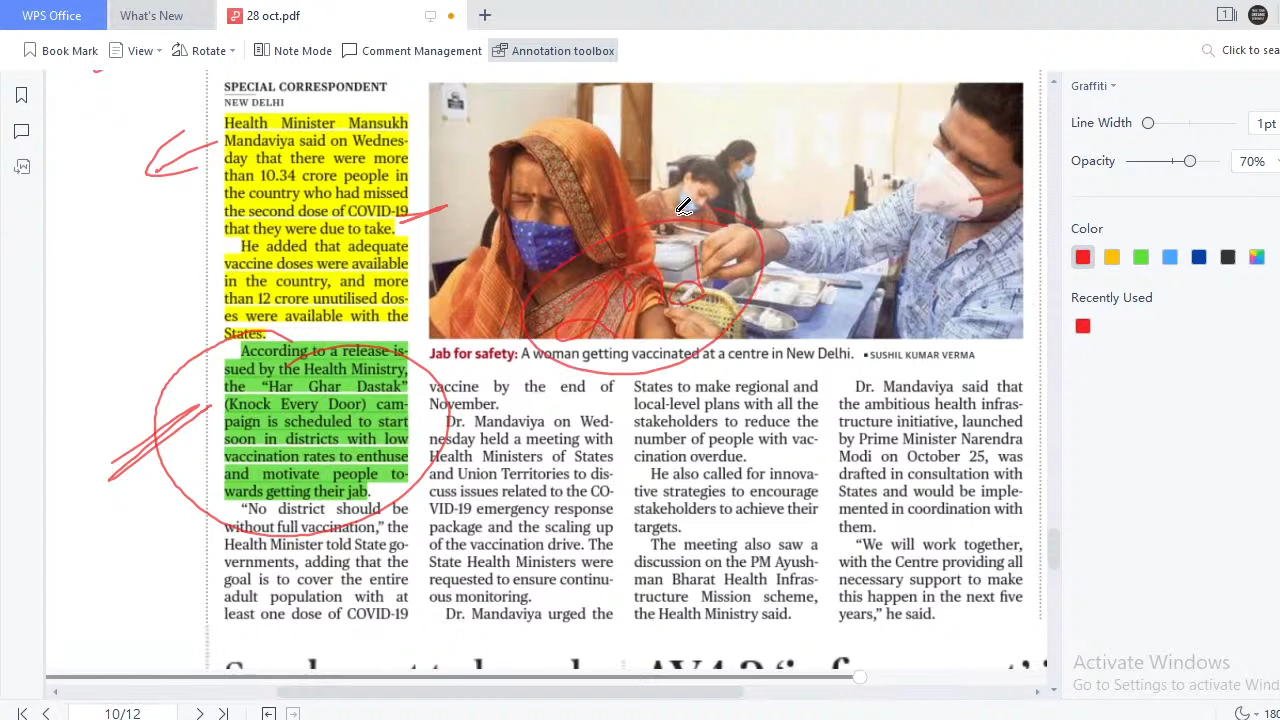 WPS Office
What's New
28 oct.pdf
1
Book Mark
View
Rotate
Note Mode
Comment Management
Annotation toolbox
Click to sea
SPECIAL CORRESPONDENT
NEW DELHI
Health Minister Mansukh
Mandaviya said on Wednes-
day that there were more
than 10.34 crore people in
the country who had missed
the second dose of COVID-19
that they were due to take.
He added that adequate
vaccine doses were available
in the country, and more
than 12 crore unutilised dos-
es were available with the
States.
According to a release is-
sued by the Health Ministry,
the “Har Ghar Dastak”
(Knock Every Door) cam-
paign is scheduled to start
soon in districts with low
vaccination rates to enthuse
and motivate people to-
wards getting their jab.
“No district should be
without full vaccination,” the
Health Minister told State go-
vernments, adding that the
goal is to cover the entire
adult population with at
least one dose of COVID-19
Jab for safety: A woman getting vaccinated at a centre in New Delhi. ▪ SUSHIL KUMAR VERMA
vaccine by the end of
November.
Dr. Mandaviya on Wed-
nesday held a meeting with
Health Ministers of States
and Union Territories to dis-
cuss issues related to the CO-
VID-19 emergency response
package and the scaling up
of the vaccination drive. The
State Health Ministers were
requested to ensure continu-
ous monitoring.
Dr. Mandaviya urged the
States to make regional and
local-level plans with all the
stakeholders to reduce the
number of people with vac-
cination overdue.
He also called for innova-
tive strategies to encourage
stakeholders to achieve their
targets.
The meeting also saw a
discussion on the PM Ayush-
man Bharat Health Infras-
tructure Mission scheme,
the Health Ministry said.
Dr. Mandaviya said that
the ambitious health infras-
tructure initiative, launched
by Prime Minister Narendra
Modi on October 25, was
drafted in consultation with
States and would be imple-
mented in coordination with
them.
“We will work together,
with the Centre providing all
necessary support to make
this happen in the next five
years,” he said.
Graffiti
Line Width
1pt
Opacity
70%
Color
Recently Used
Activate Windows
Go to Settings to activate Wind
10/12
180